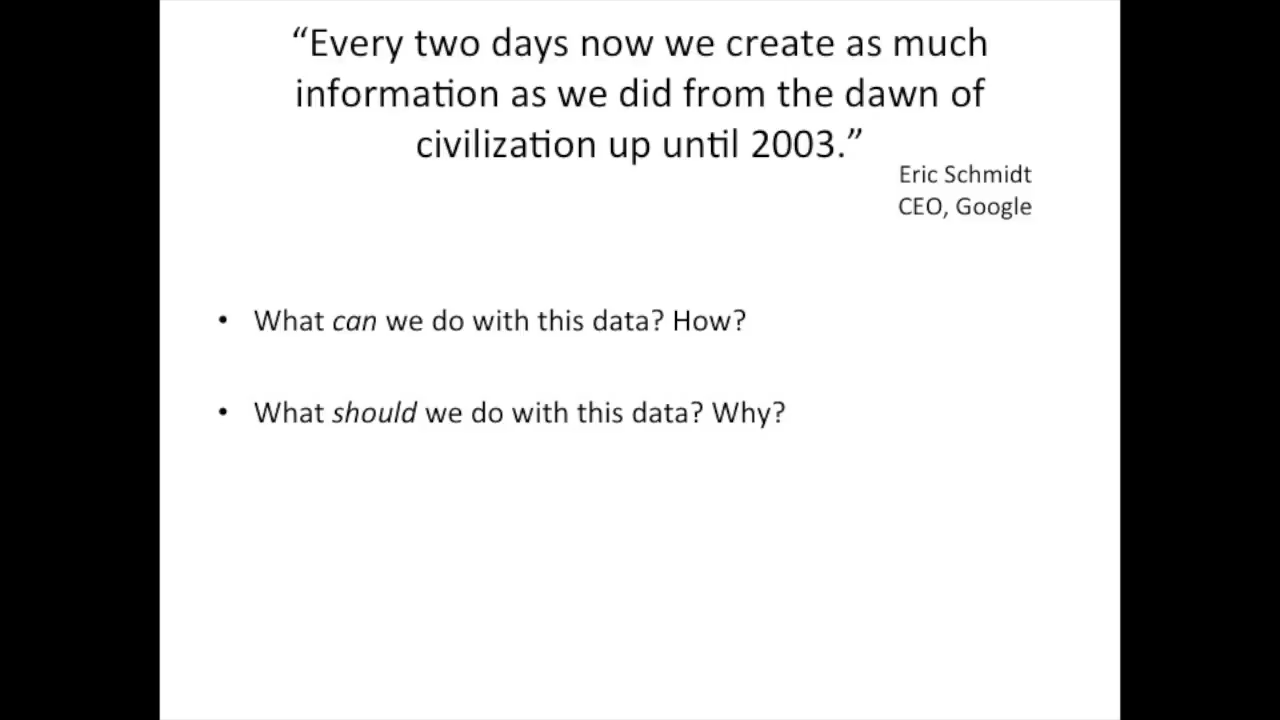 “Every two days now we create as much
information as we did from the dawn of
civilization up until 2003.”
Eric Schmidt
CEO, Google
• What can we do with this data? How?
• What should we do with this data? Why?